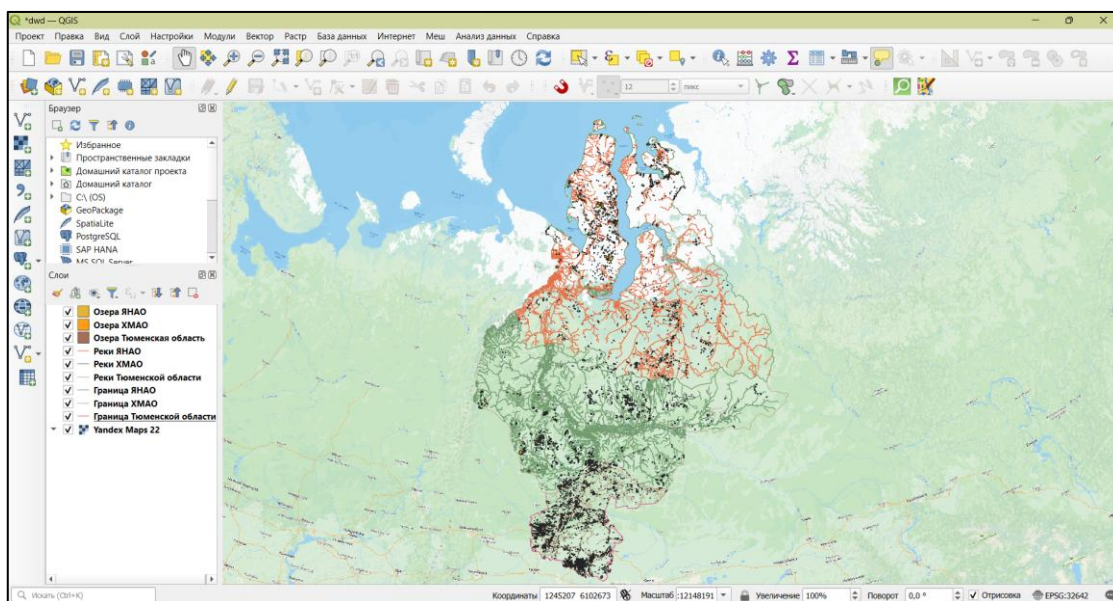 *dwd — QGIS
Проект Правка Вид Слой Настройки Модули Вектор Растр База данных Интернет Меш Анализ данных Справка
12 пикс
Браузер
Избранное
Пространственные закладки
Домашний каталог проекта
Домашний каталог
C:\ (OS)
GeoPackage
SpatiaLite
PostgreSQL
SAP HANA
MS SQL Server
Слои
Озера ЯНАО
Озера ХМАО
Озера Тюменская область
Реки ЯНАО
Реки ХМАО
Реки Тюменской области
Граница ЯНАО
Граница ХМАО
Граница Тюменской области
Yandex Maps 22
Искать (Ctrl+K) Координаты 1245207 6102673 Масштаб :12148191 Увеличение 100% Поворот 0,0 ° Отрисовка EPSG:32642